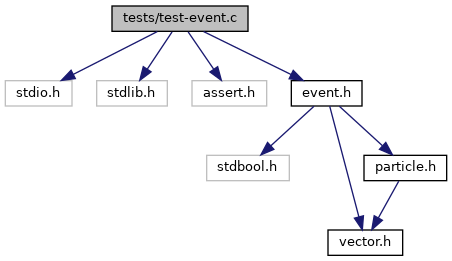 tests/test-event.c
stdio.h
stdlib.h
assert.h
event.h
stdbool.h
particle.h
vector.h